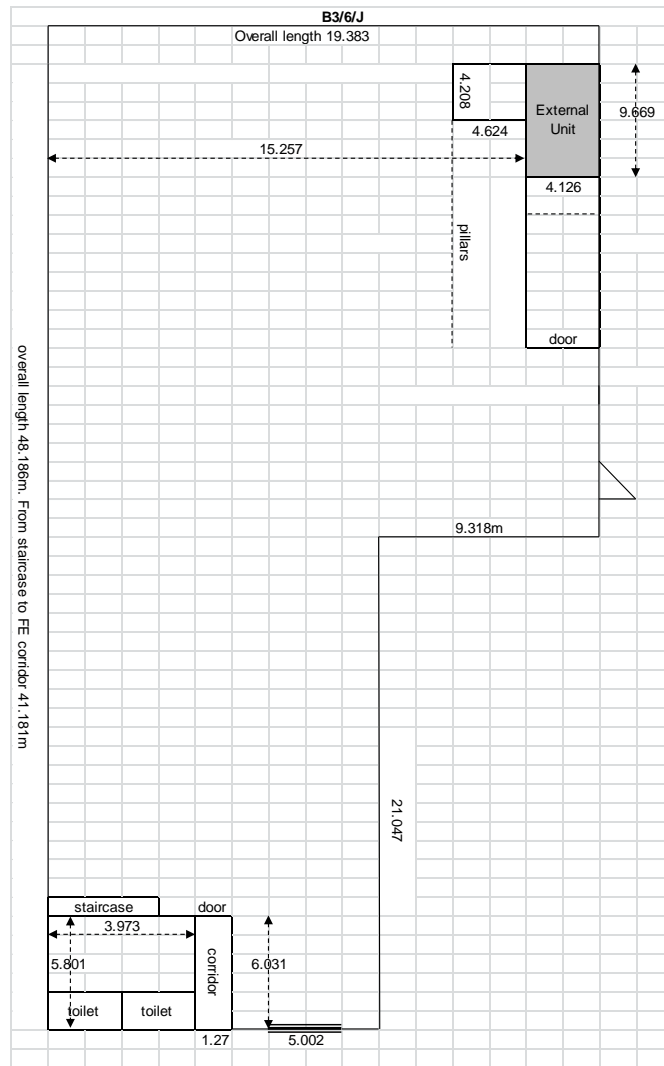 B3/6/J
Overall length 19.383
4.208
External
Unit
9.669
4.624
15.257
4.126
pillars
door
overall length 48.186m. From staircase to FE corridor 41.181m
9.318m
21.047
staircase
door
3.973
corridor
5.801
6.031
toilet
toilet
1.27
5.002